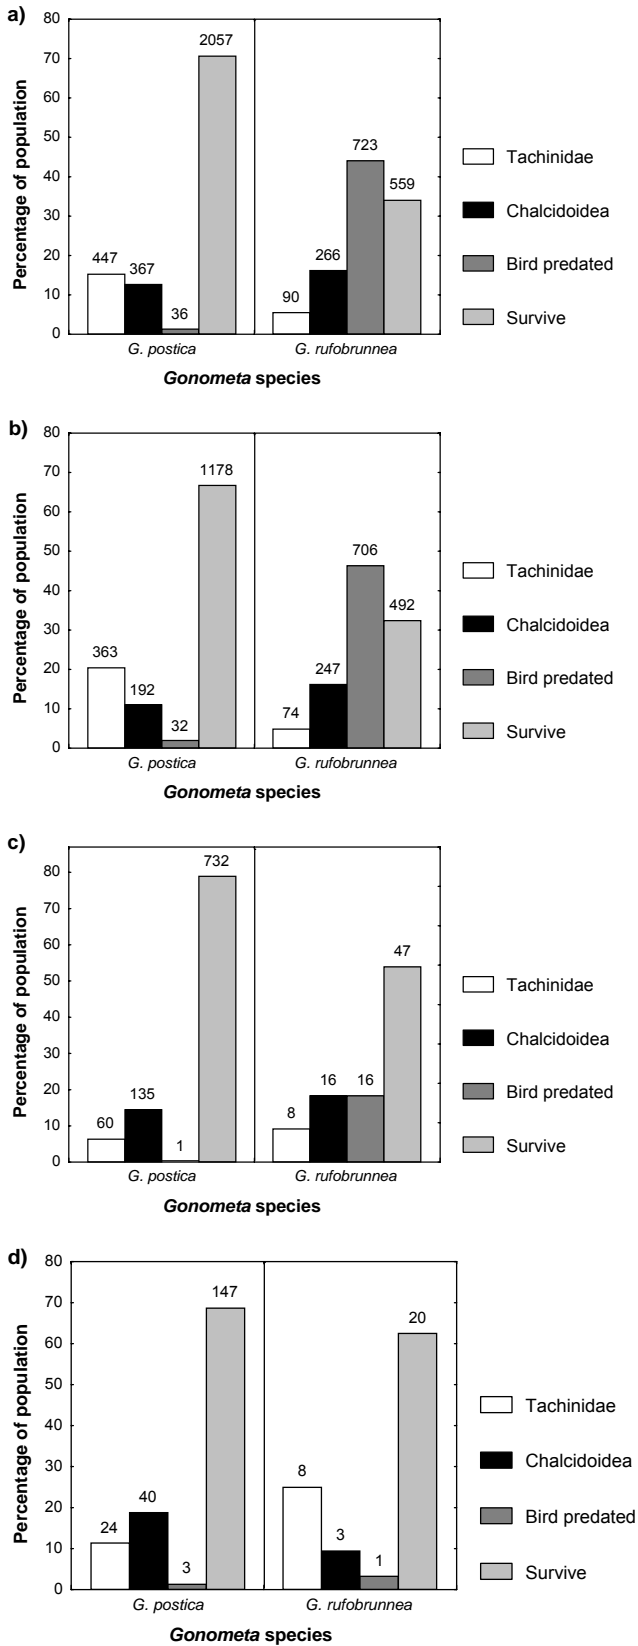 a)
80
70
60
50
40
30
20
10
0
Percentage of population
447
367
36
2057
90
266
723
559
G. postica
G. rufobrunnea
Gonometa species
Tachinidae
Chalcidoidea
Bird predated
Survive
b)
80
70
60
50
40
30
20
10
0
Percentage of population
363
192
32
1178
74
247
706
492
G. postica
G. rufobrunnea
Gonometa species
Tachinidae
Chalcidoidea
Bird predated
Survive
c)
80
70
60
50
40
30
20
10
0
Percentage of population
60
135
1
732
8
16
16
47
G. postica
G. rufobrunnea
Gonometa species
Tachinidae
Chalcidoidea
Bird predated
Survive
d)
80
70
60
50
40
30
20
10
0
Percentage of population
24
40
3
147
8
3
1
20
G. postica
G. rufobrunnea
Gonometa species
Tachinidae
Chalcidoidea
Bird predated
Survive